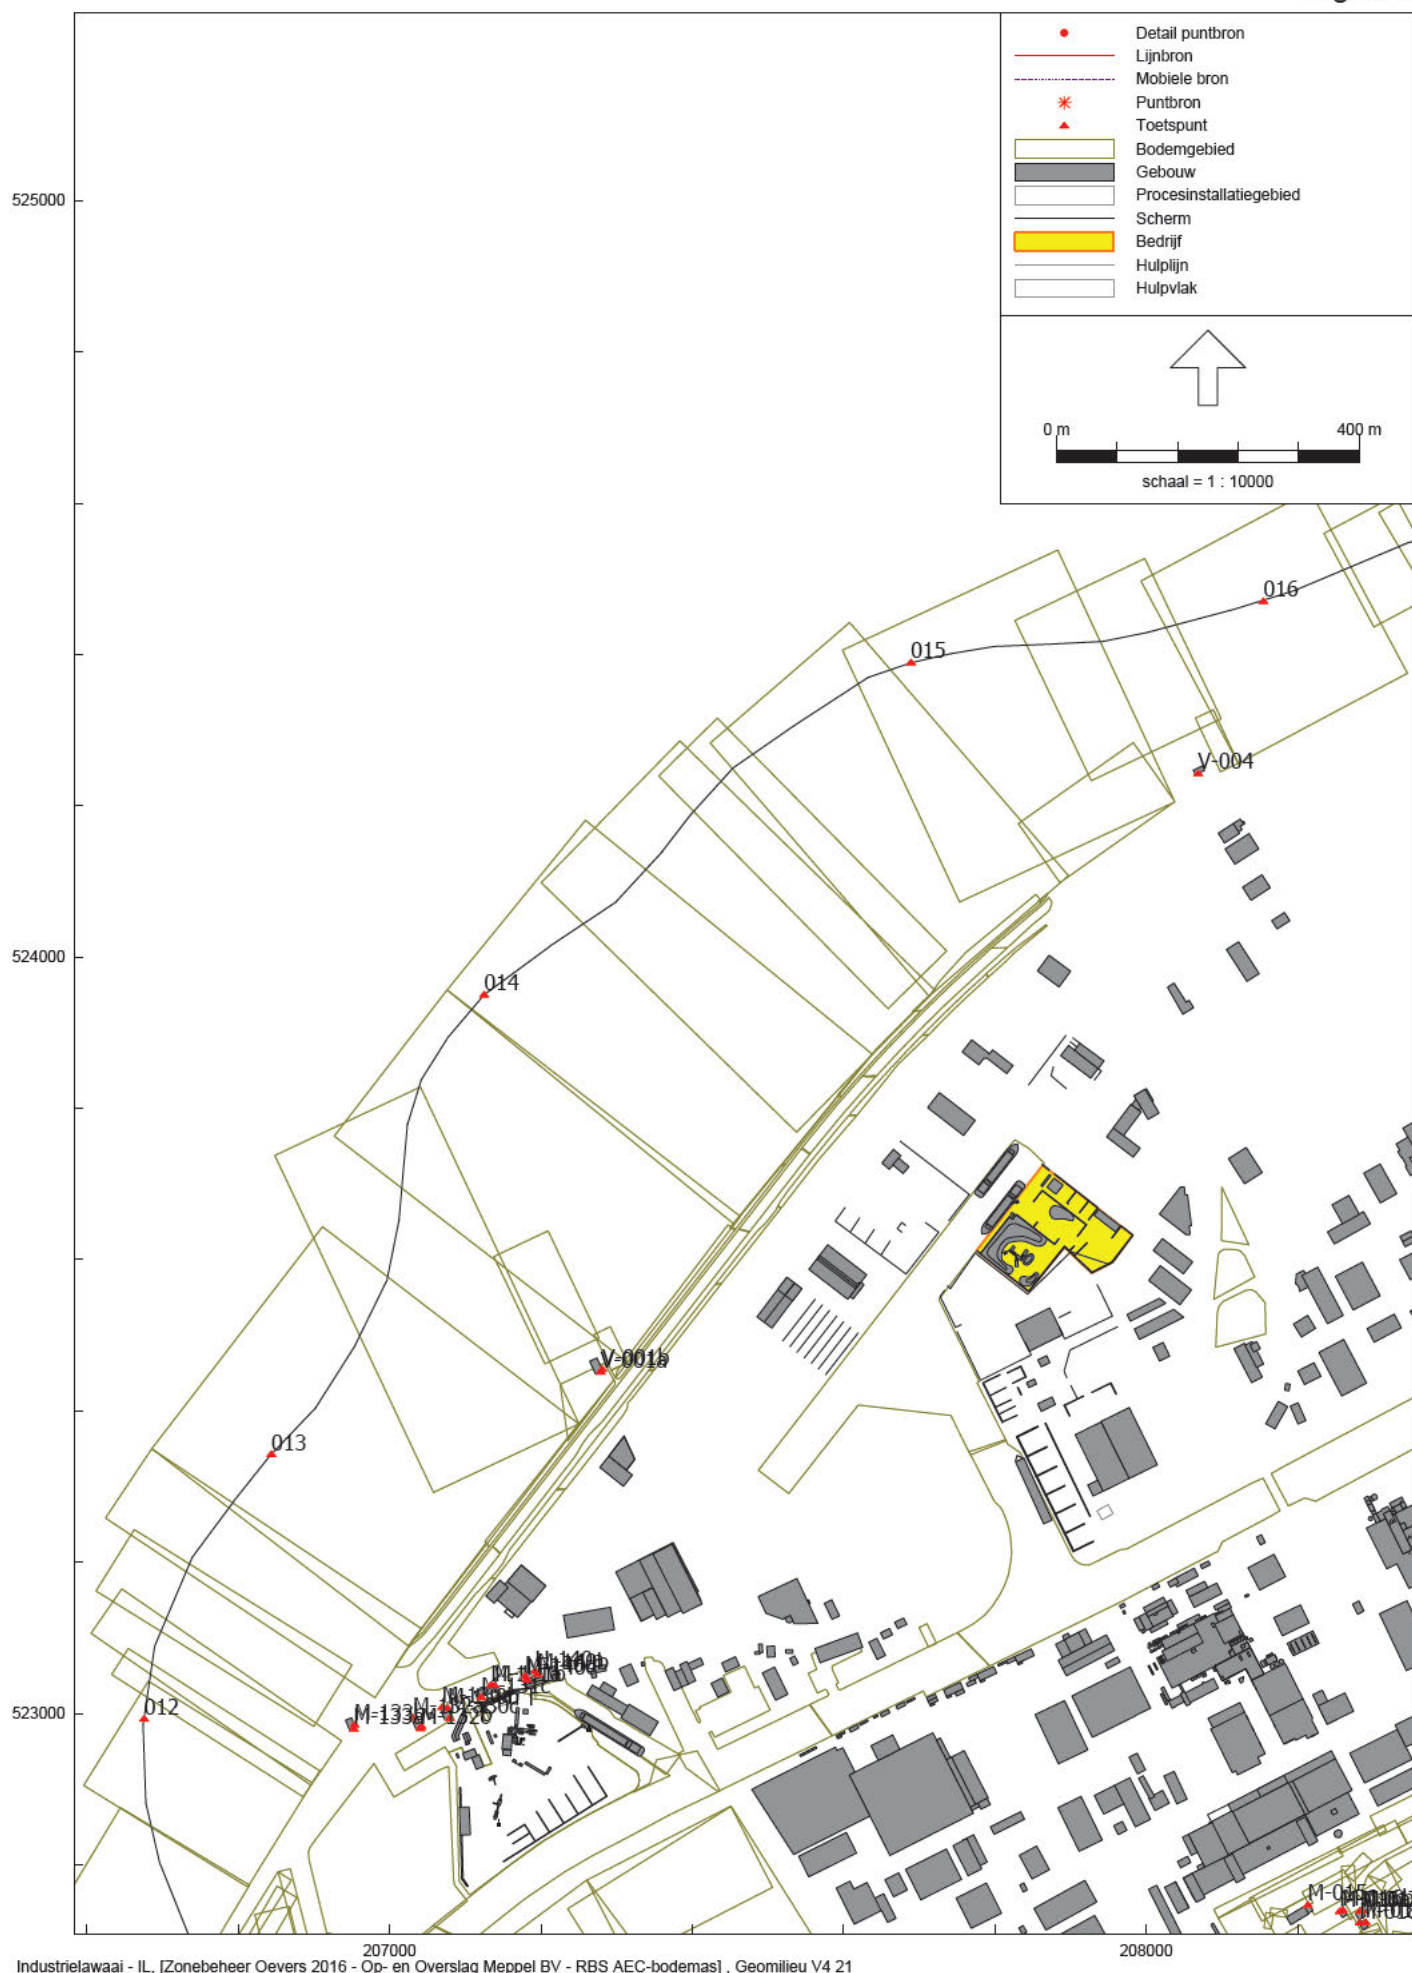 Detail puntbron
Lijnbron
Mobiele bron
Puntbron
Toetspunt
Bodemgebied
Gebouw
Procesinstallatiegebied
Scherm
Bedrijf
Hulplijn
Hulpvlak
525000
0 m 400 m
schaal = 1 : 10000
016
015
V-004
524000
014
013
523000
012
M-015
207000 208000
Industrielawaai - IL, [Zonebeheer Oevers 2016 - Op- en Overslag Meppel BV - RBS AEC-bodemas] , Geomilieu V4 21